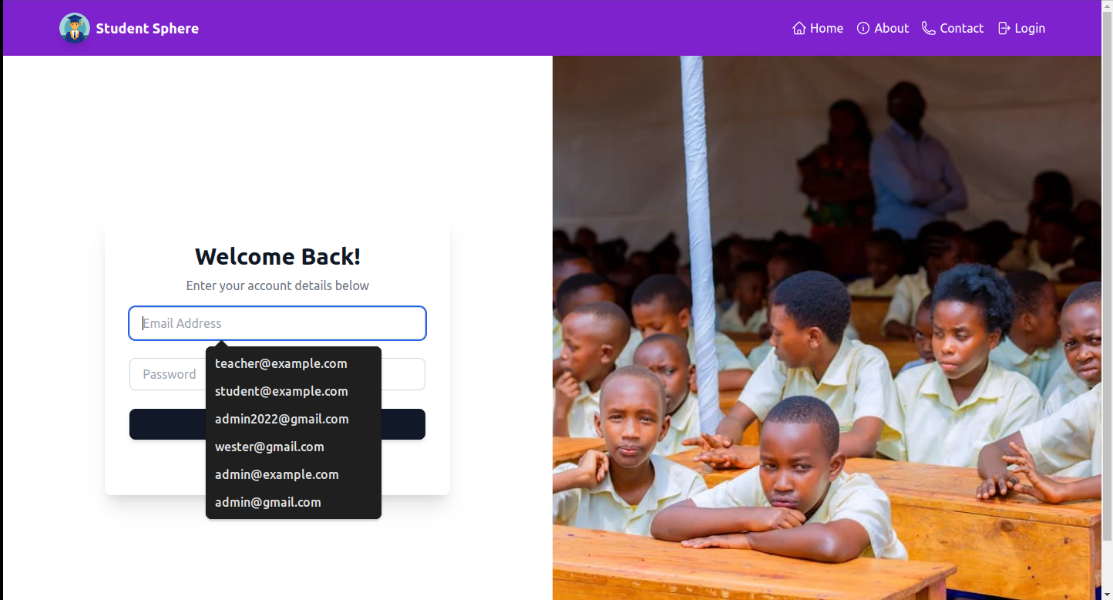 Student Sphere
Home
About
Contact
Login
Welcome Back!
Enter your account details below
Email Address
Password
teacher@example.com
student@example.com
admin2022@gmail.com
wester@gmail.com
admin@example.com
admin@gmail.com